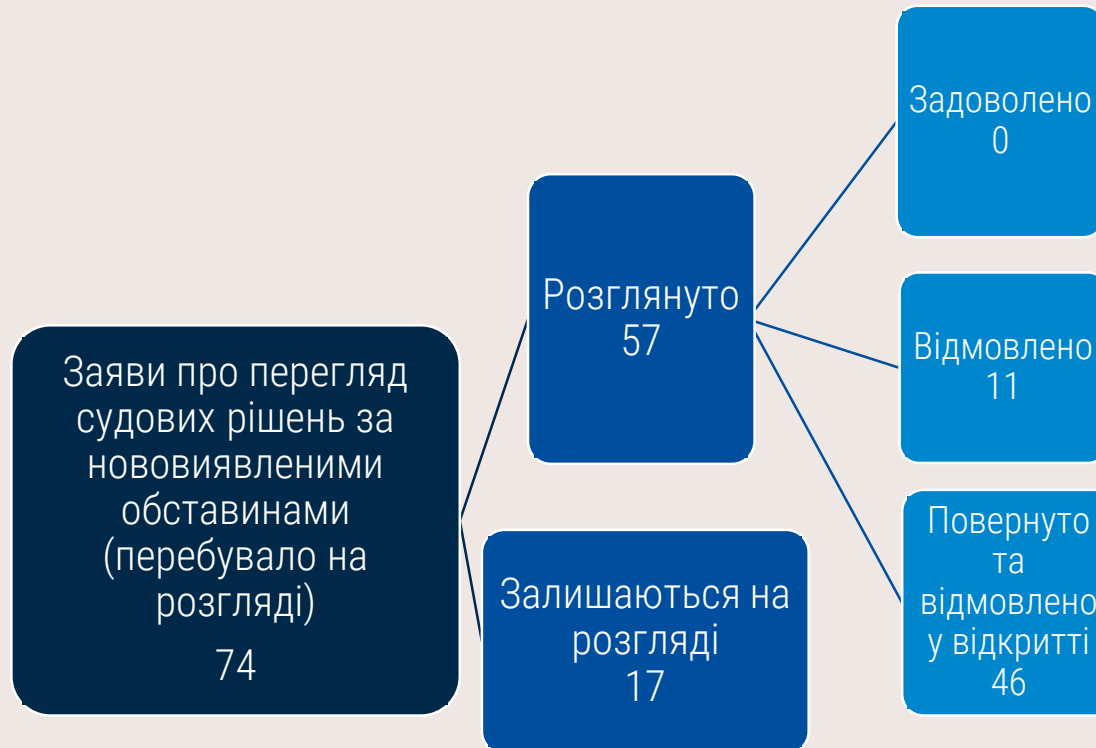 Заяви про перегляд
судових рішень за
нововиявленими
обставинами
(перебувало на
розгляді)
74
Розглянуто
57
Залишаються на
розгляді
17
Задоволено
0
Відмовлено
11
Повернуто
та
відмовлено
у відкритті
46